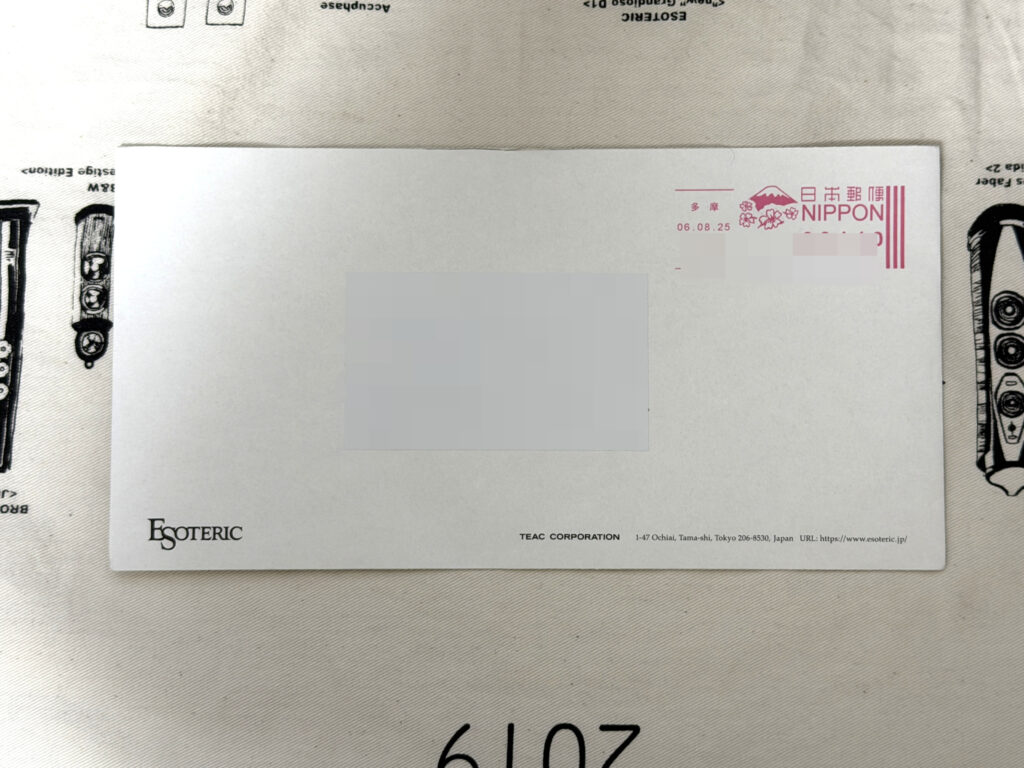 Accuphase
<"new" Grandioso D1>
ESOTERIC
estige Edition>
B&W
日本郵便
NIPPON
多摩
06.08.25
s Faber
ida 2>
BRO
<J
ESOTERIC
TEAC CORPORATION 1-47 Ochiai, Tama-shi, Tokyo 206-8530, Japan URL: https://www.esoteric.jp/
2019